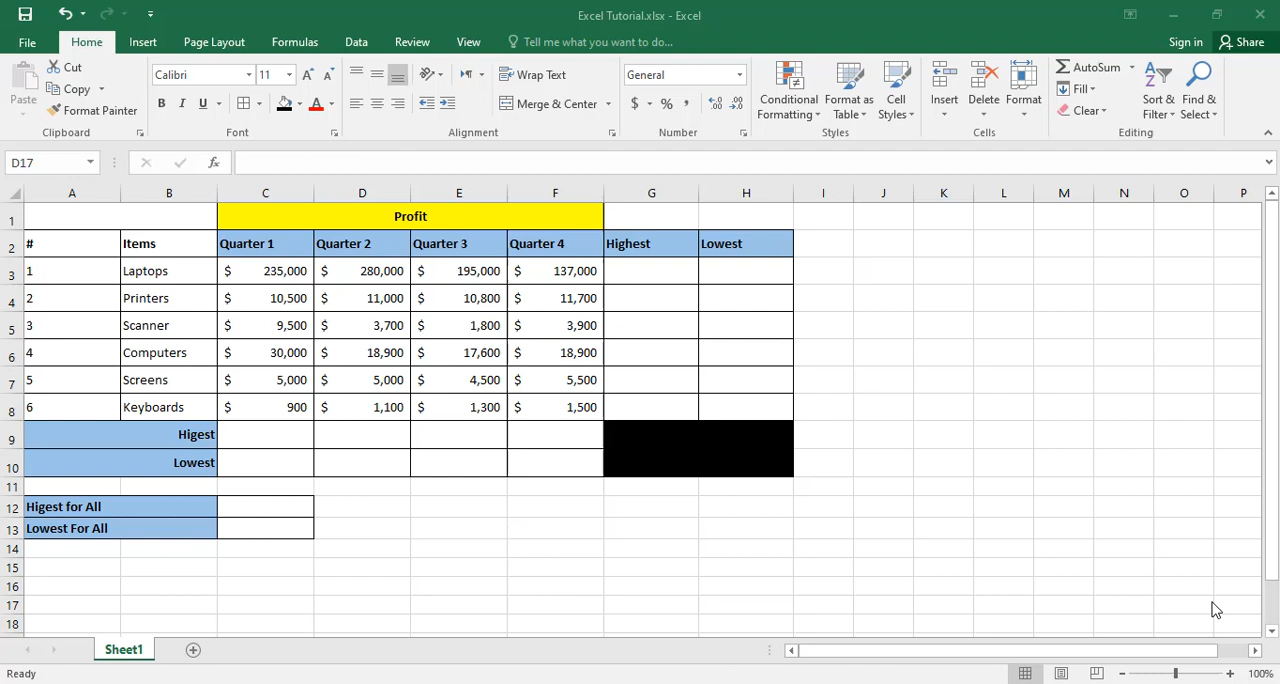 Excel Tutorial.xlsx - Excel
File Home Insert Page Layout Formulas Data Review View Tell me what you want to do... Sign in Share
Paste
Cut
Copy
Format Painter
Clipboard
Calibri 11
B I U
Font
Wrap Text
Merge & Center
Alignment
General
$ % ,
Number
Conditional Formatting
Format as Table
Cell Styles
Styles
Insert Delete Format
Cells
AutoSum
Fill
Clear
Sort & Filter
Find & Select
Editing
D17 fx
A B C D E F G H I J K L M N O P
1 Profit
2 # Items Quarter 1 Quarter 2 Quarter 3 Quarter 4 Highest Lowest
3 1 Laptops $ 235,000 $ 280,000 $ 195,000 $ 137,000
4 2 Printers $ 10,500 $ 11,000 $ 10,800 $ 11,700
5 3 Scanner $ 9,500 $ 3,700 $ 1,800 $ 3,900
6 4 Computers $ 30,000 $ 18,900 $ 17,600 $ 18,900
7 5 Screens $ 5,000 $ 5,000 $ 4,500 $ 5,500
8 6 Keyboards $ 900 $ 1,100 $ 1,300 $ 1,500
9 Higest
10 Lowest
11
12 Higest for All
13 Lowest For All
14
15
16
17
18
Sheet1
Ready 100%